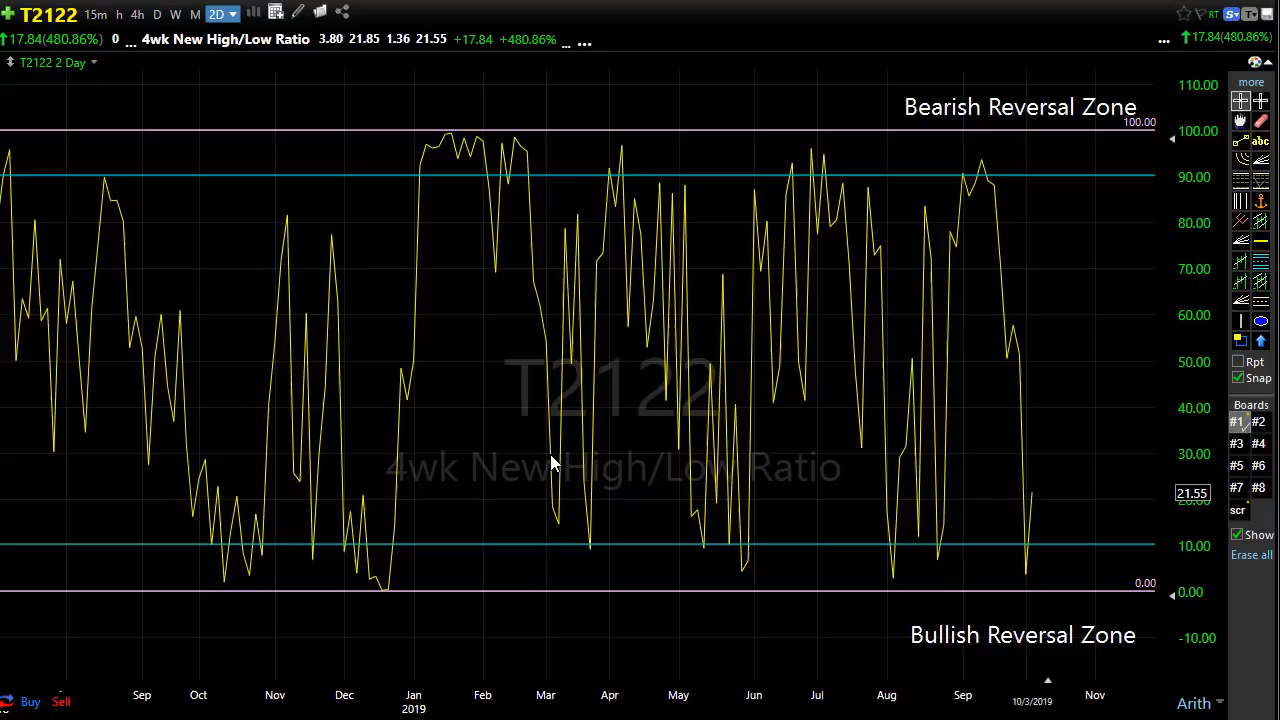 T2122 15m h 4h D W M 2D RT S T
17.84(480.86%) 0 ... 4wk New High/Low Ratio 3.80 21.85 1.36 21.55 +17.84 +480.86% ... ... ... 17.84(480.86%)
T2122 2 Day
more
Bearish Reversal Zone
110.00
100.00
100.00
abc
90.00
80.00
70.00
60.00
50.00
T2122
Rpt
Snap
40.00
Boards
#1 #2
30.00
#3 #4
4wk New High/Low Ratio
#5 #6
21.55
#7 #8
20.00
scr
Show
10.00
Erase all
0.00
0.00
Bullish Reversal Zone
-10.00
Buy Sell
Sep Oct Nov Dec Jan Feb Mar Apr May Jun Jul Aug Sep 10/3/2019 Nov
2019
Arith